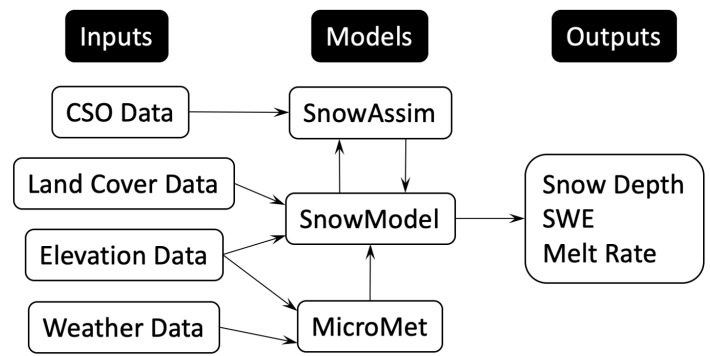 Inputs
Models
Outputs
CSO Data
SnowAssim
Land Cover Data
SnowModel
Snow Depth
SWE
Melt Rate
Elevation Data
Weather Data
MicroMet